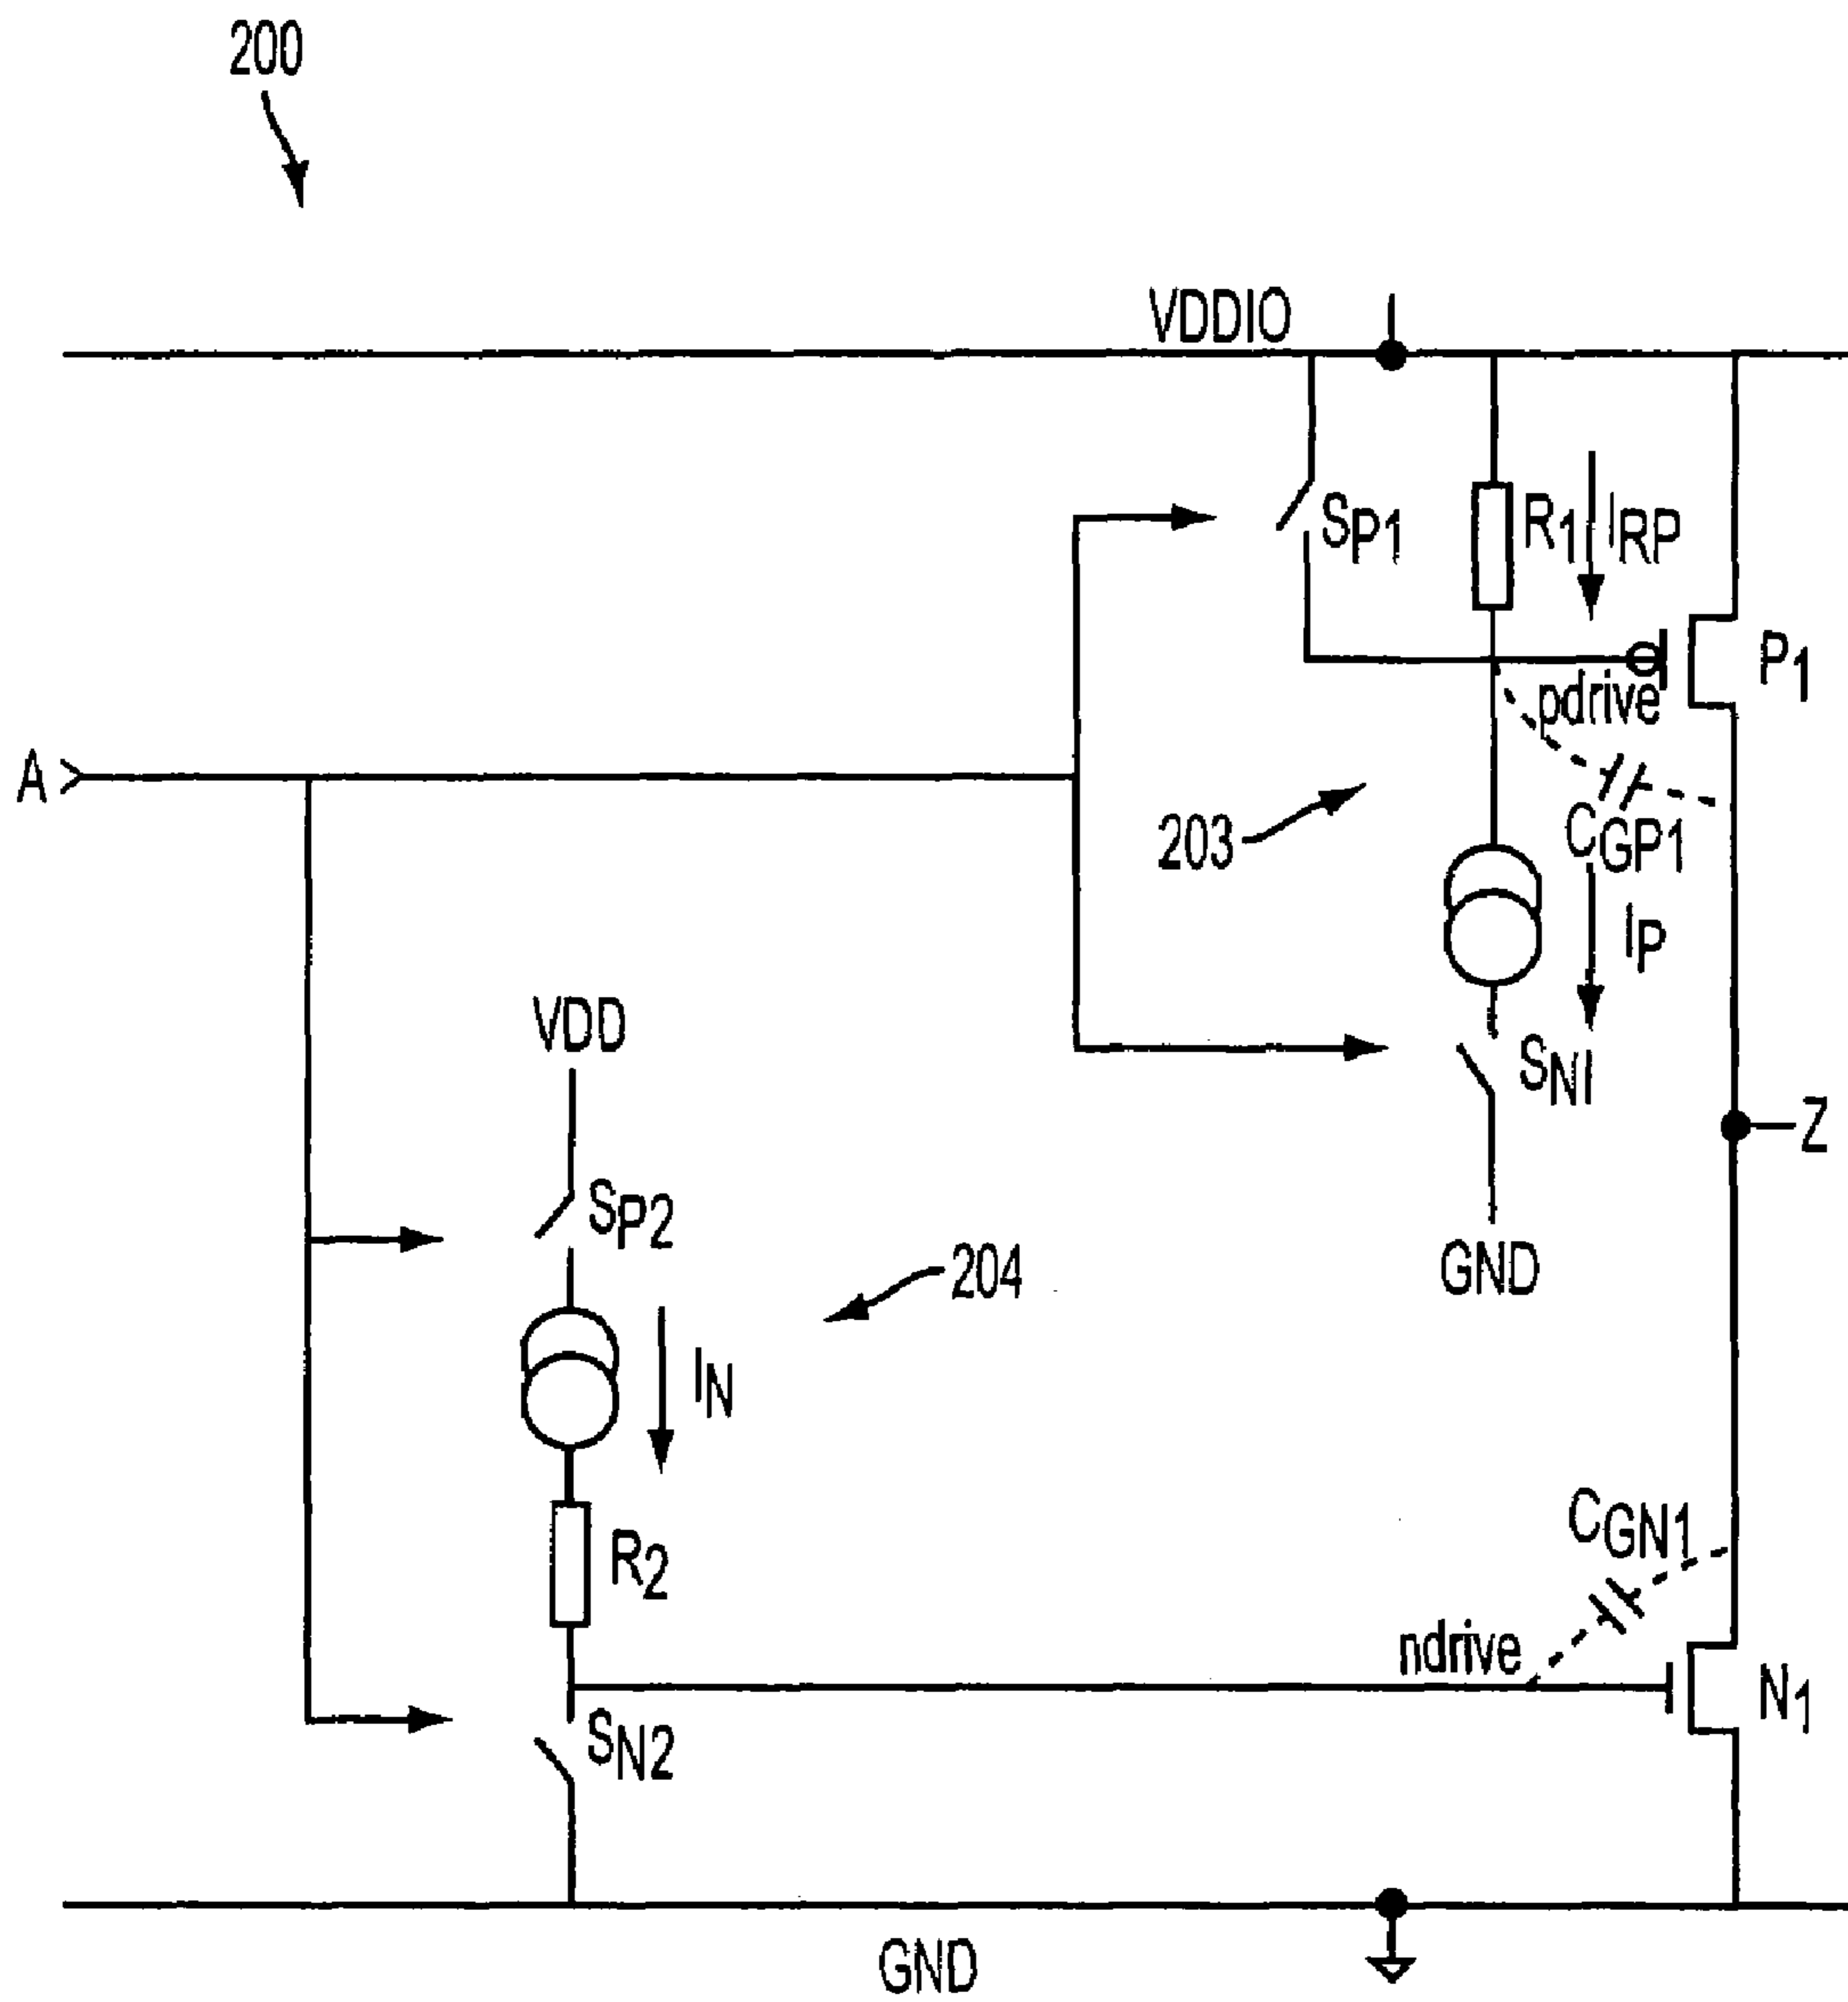 200
VDDIO
SP1
R1
IRP
pdrive
P1
A
203
CGP1
IP
VDD
SNI
Z
SP2
204
GND
IN
CGN1
R2
ndrive
N1
SN2
GND